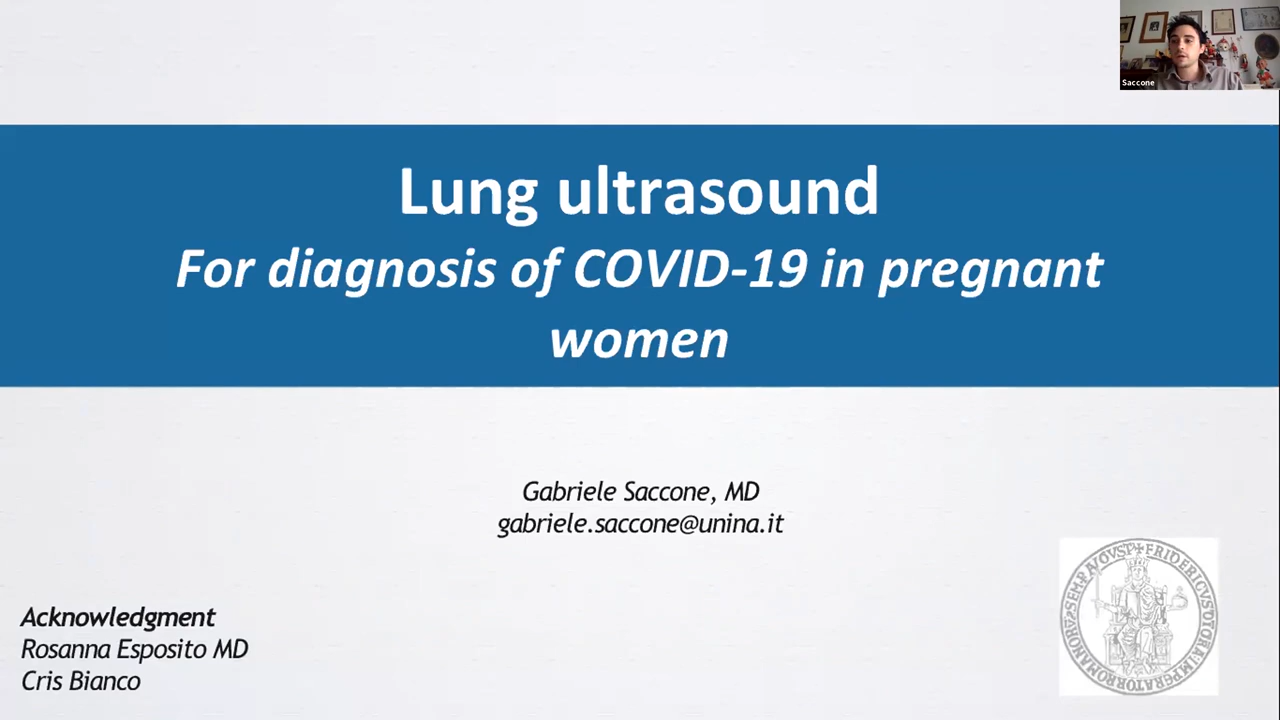 Saccone
Lung ultrasound
For diagnosis of COVID-19 in pregnant
women
Gabriele Saccone, MD
gabriele.saccone@unina.it
Acknowledgment
Rosanna Esposito MD
Cris Bianco